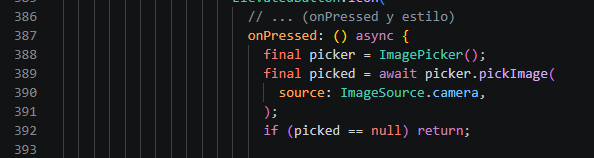 ElevatedButton.icon(
386 // ... (onPressed y estilo)
387 onPressed: () async {
388 final picker = ImagePicker();
389 final picked = await picker.pickImage(
390 source: ImageSource.camera,
391 );
392 if (picked == null) return;
393